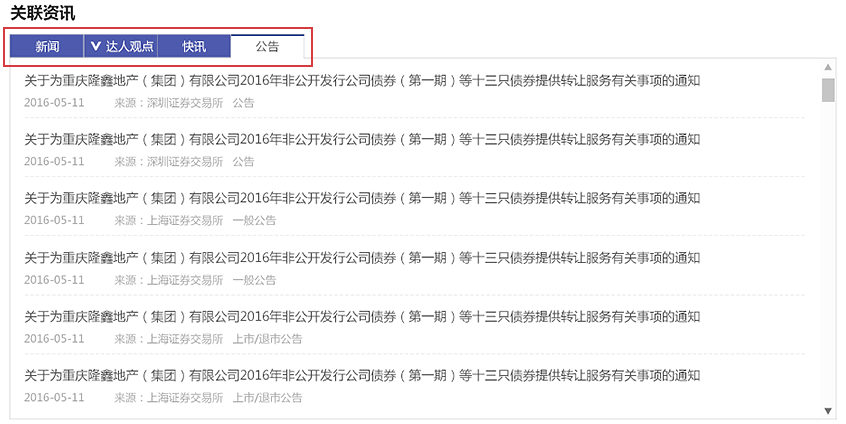 关联资讯
新闻 V 达人观点 快讯 公告
关于为重庆隆鑫地产（集团）有限公司2016年非公开发行公司债券（第一期）等十三只债券提供转让服务有关事项的通知
2016-05-11 来源：深圳证券交易所 公告
关于为重庆隆鑫地产（集团）有限公司2016年非公开发行公司债券（第一期）等十三只债券提供转让服务有关事项的通知
2016-05-11 来源：深圳证券交易所 公告
关于为重庆隆鑫地产（集团）有限公司2016年非公开发行公司债券（第一期）等十三只债券提供转让服务有关事项的通知
2016-05-11 来源：上海证券交易所 一般公告
关于为重庆隆鑫地产（集团）有限公司2016年非公开发行公司债券（第一期）等十三只债券提供转让服务有关事项的通知
2016-05-11 来源：上海证券交易所 一般公告
关于为重庆隆鑫地产（集团）有限公司2016年非公开发行公司债券（第一期）等十三只债券提供转让服务有关事项的通知
2016-05-11 来源：上海证券交易所 上市/退市公告
关于为重庆隆鑫地产（集团）有限公司2016年非公开发行公司债券（第一期）等十三只债券提供转让服务有关事项的通知
2016-05-11 来源：上海证券交易所 上市/退市公告